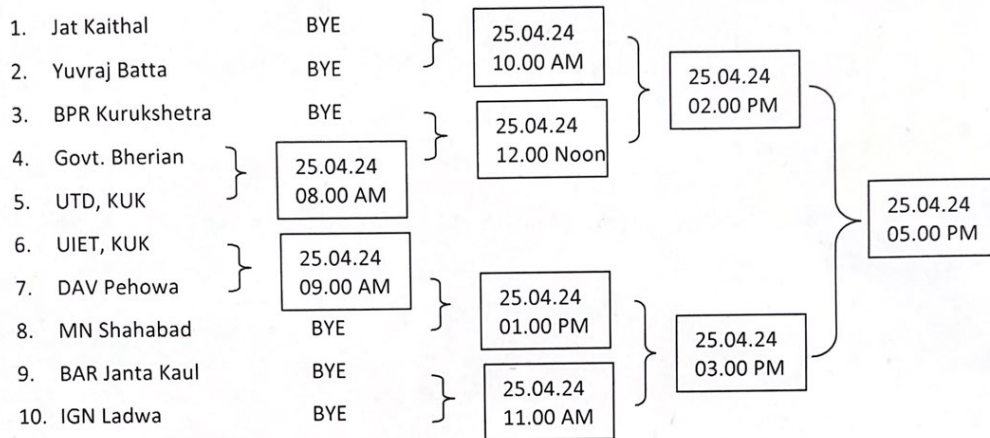 1. Jat Kaithal BYE
25.04.24
10.00 AM
2. Yuvraj Batta BYE
25.04.24
02.00 PM
3. BPR Kurukshetra BYE
25.04.24
12.00 Noon
4. Govt. Bherian
25.04.24
08.00 AM
5. UTD, KUK
25.04.24
05.00 PM
6. UIET, KUK
25.04.24
09.00 AM
7. DAV Pehowa
25.04.24
01.00 PM
8. MN Shahabad BYE
25.04.24
03.00 PM
9. BAR Janta Kaul BYE
25.04.24
11.00 AM
10. IGN Ladwa BYE